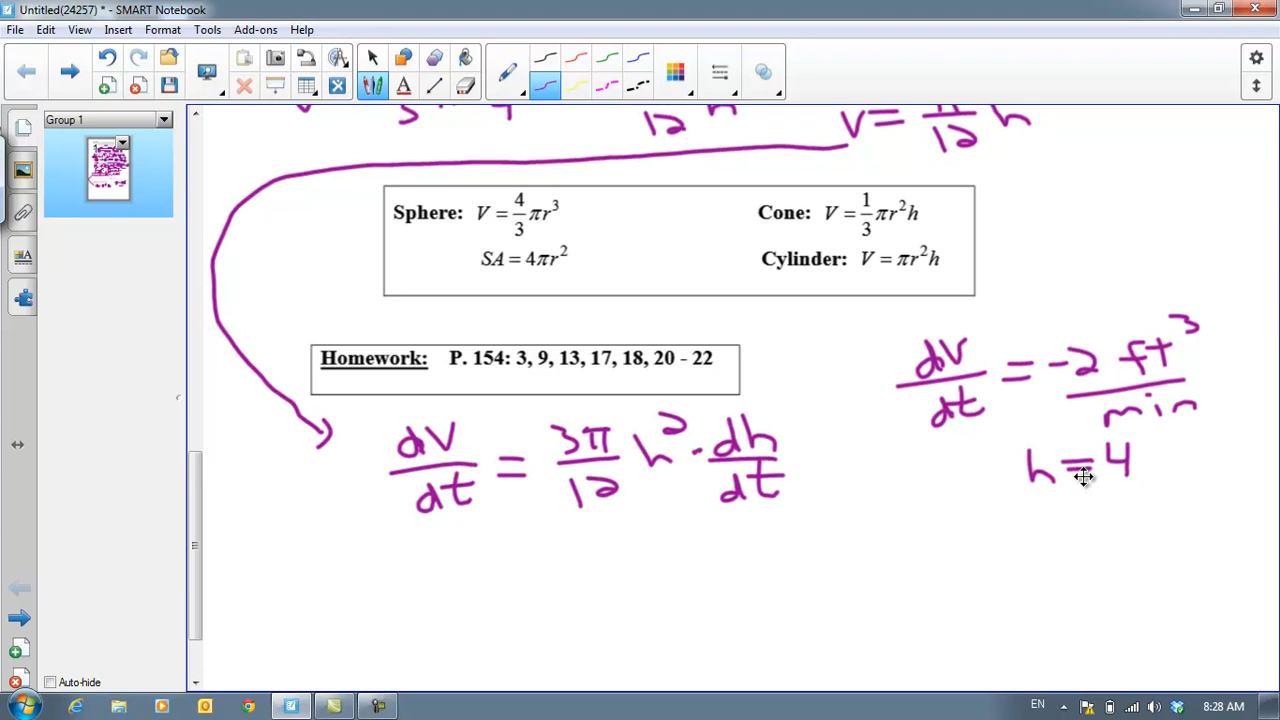 Untitled(24257) * - SMART Notebook
File Edit View Insert Format Tools Add-ons Help
Group 1
V = π/12 h
12
Sphere: V = 4/3 πr³
SA = 4πr²
Cone: V = 1/3 πr²h
Cylinder: V = πr²h
Homework: P. 154: 3, 9, 13, 17, 18, 20 - 22
dV/dt = -2 ft³/min
h = 4
dV/dt = 3π/12 h² · dh/dt
Auto-hide
EN
8:28 AM